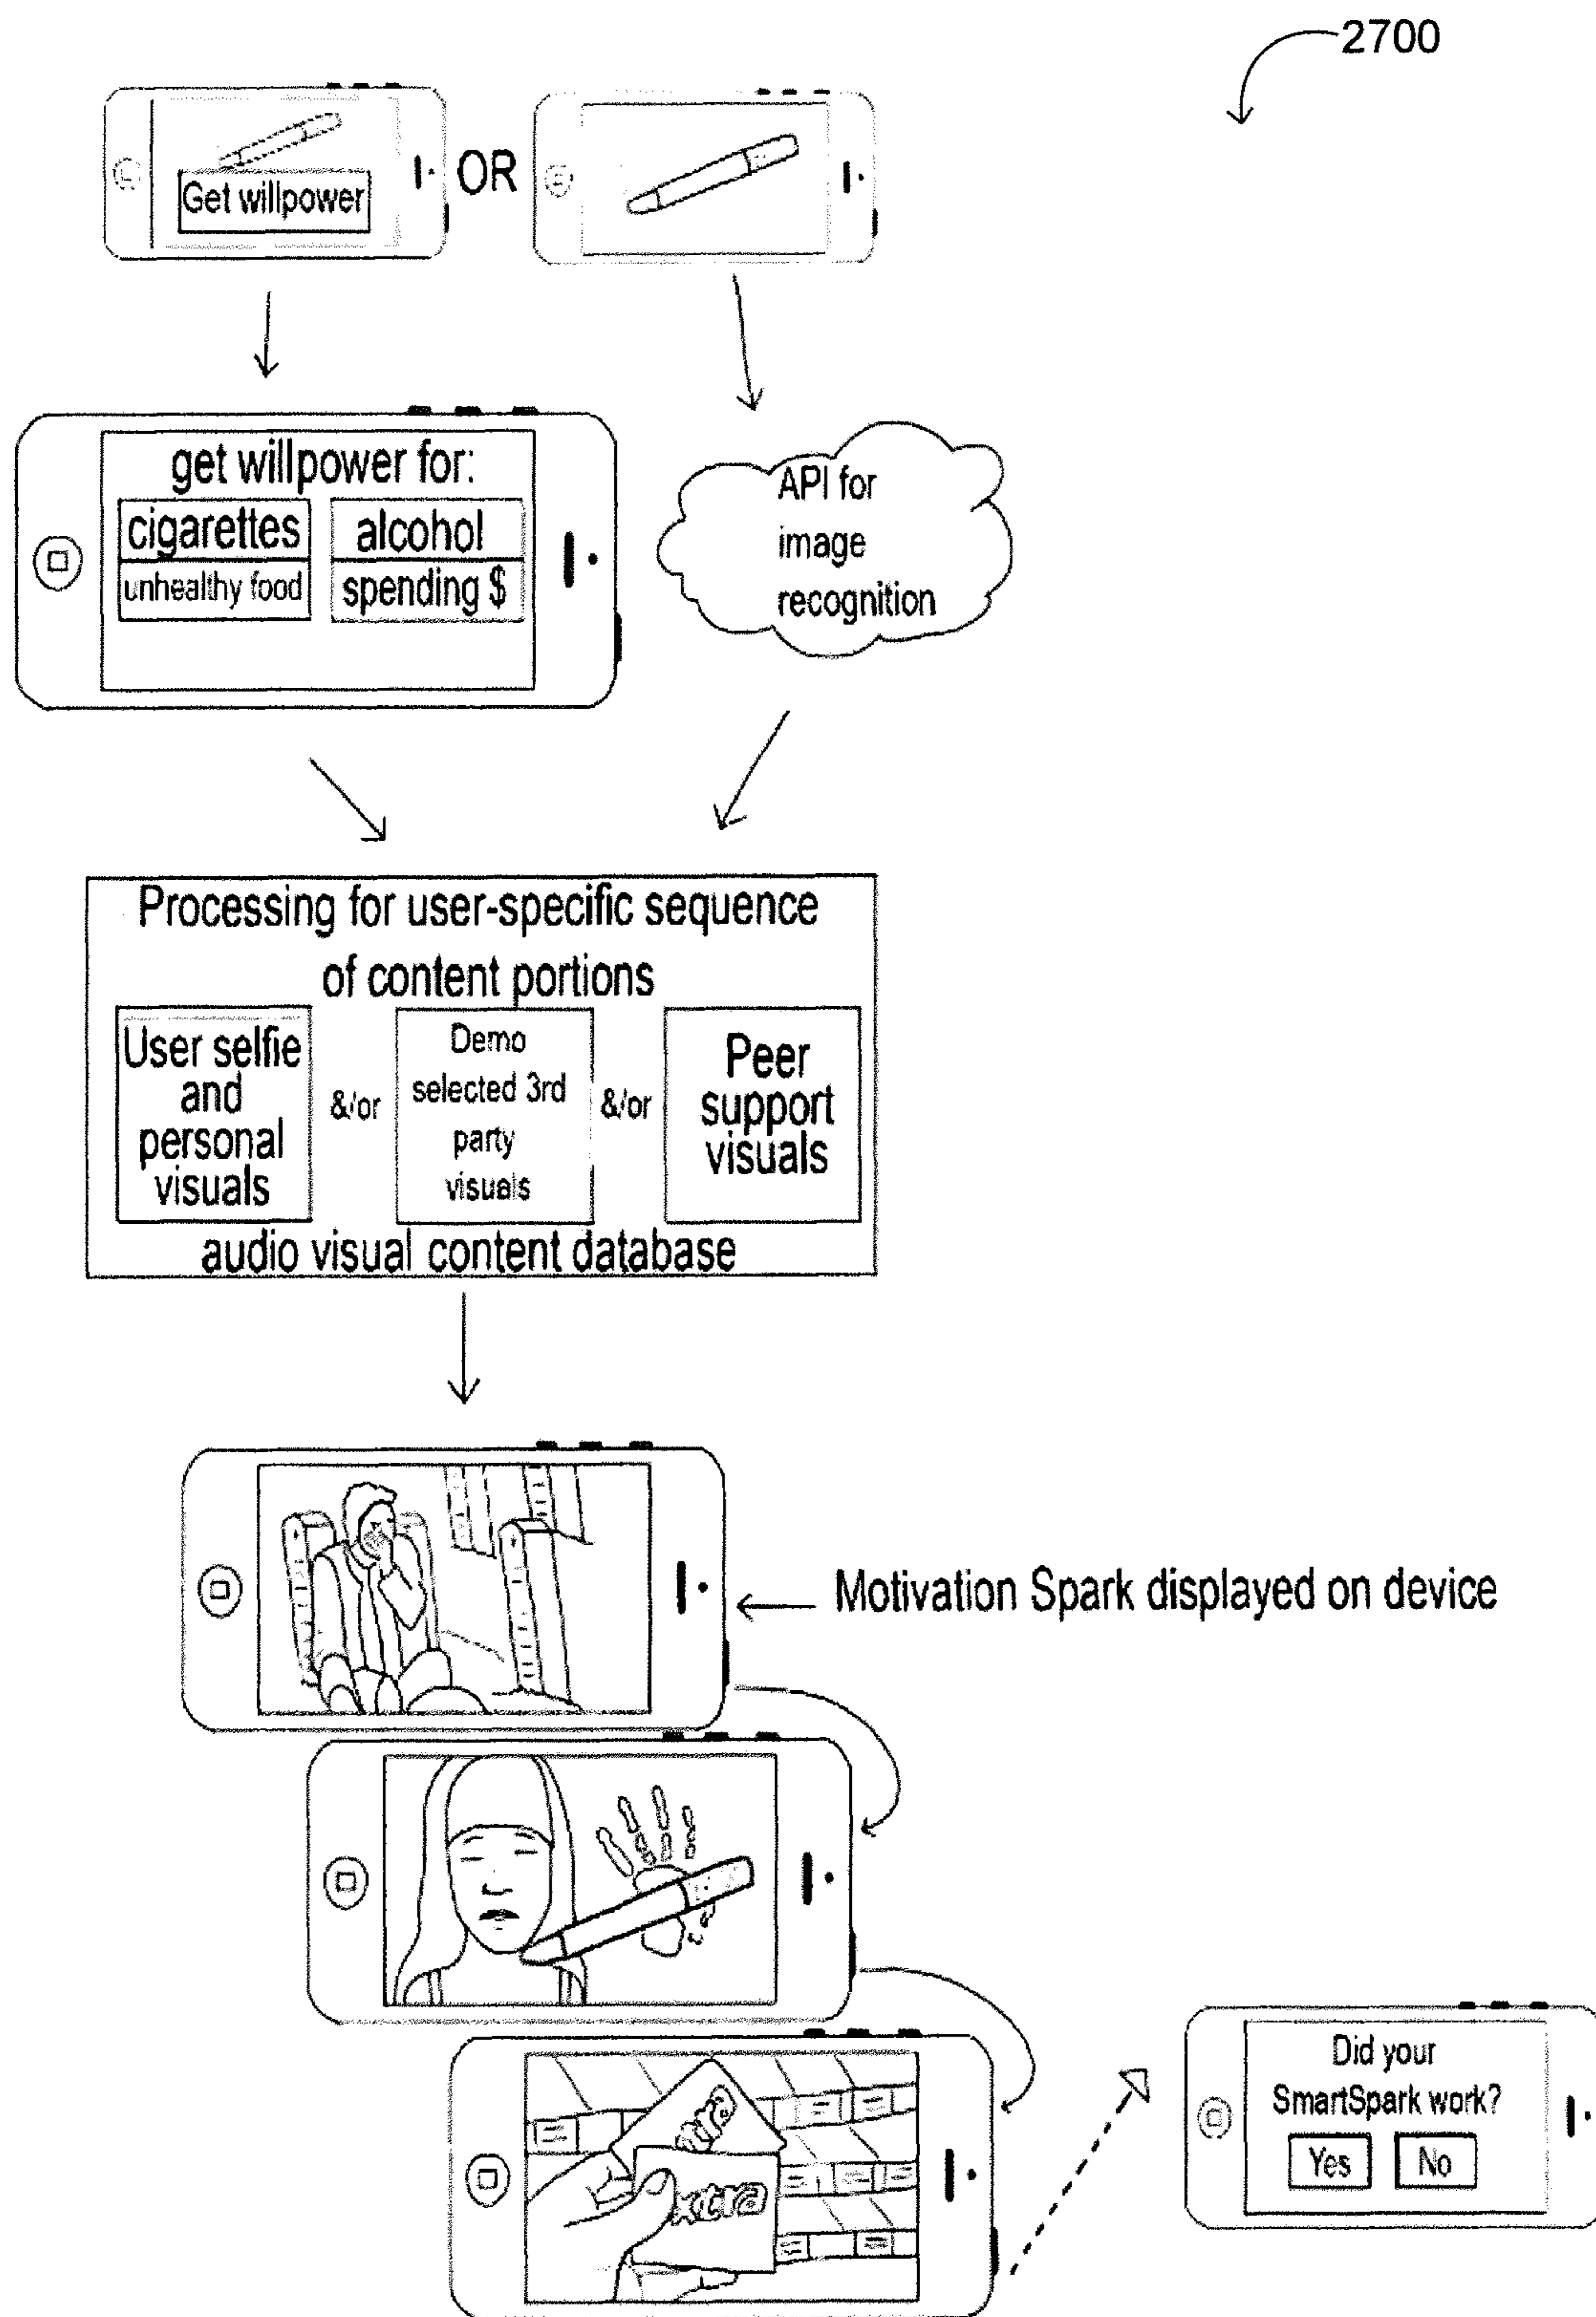 2700
Get willpower
OR
get willpower for:
cigarettes
alcohol
unhealthy food
spending $
API for
image
recognition
Processing for user-specific sequence
of content portions
User selfie
and
personal
visuals
&/or
Demo
selected 3rd
party
visuals
&/or
Peer
support
visuals
audio visual content database
Motivation Spark displayed on device
xtra
Did your
SmartSpark work?
Yes
No